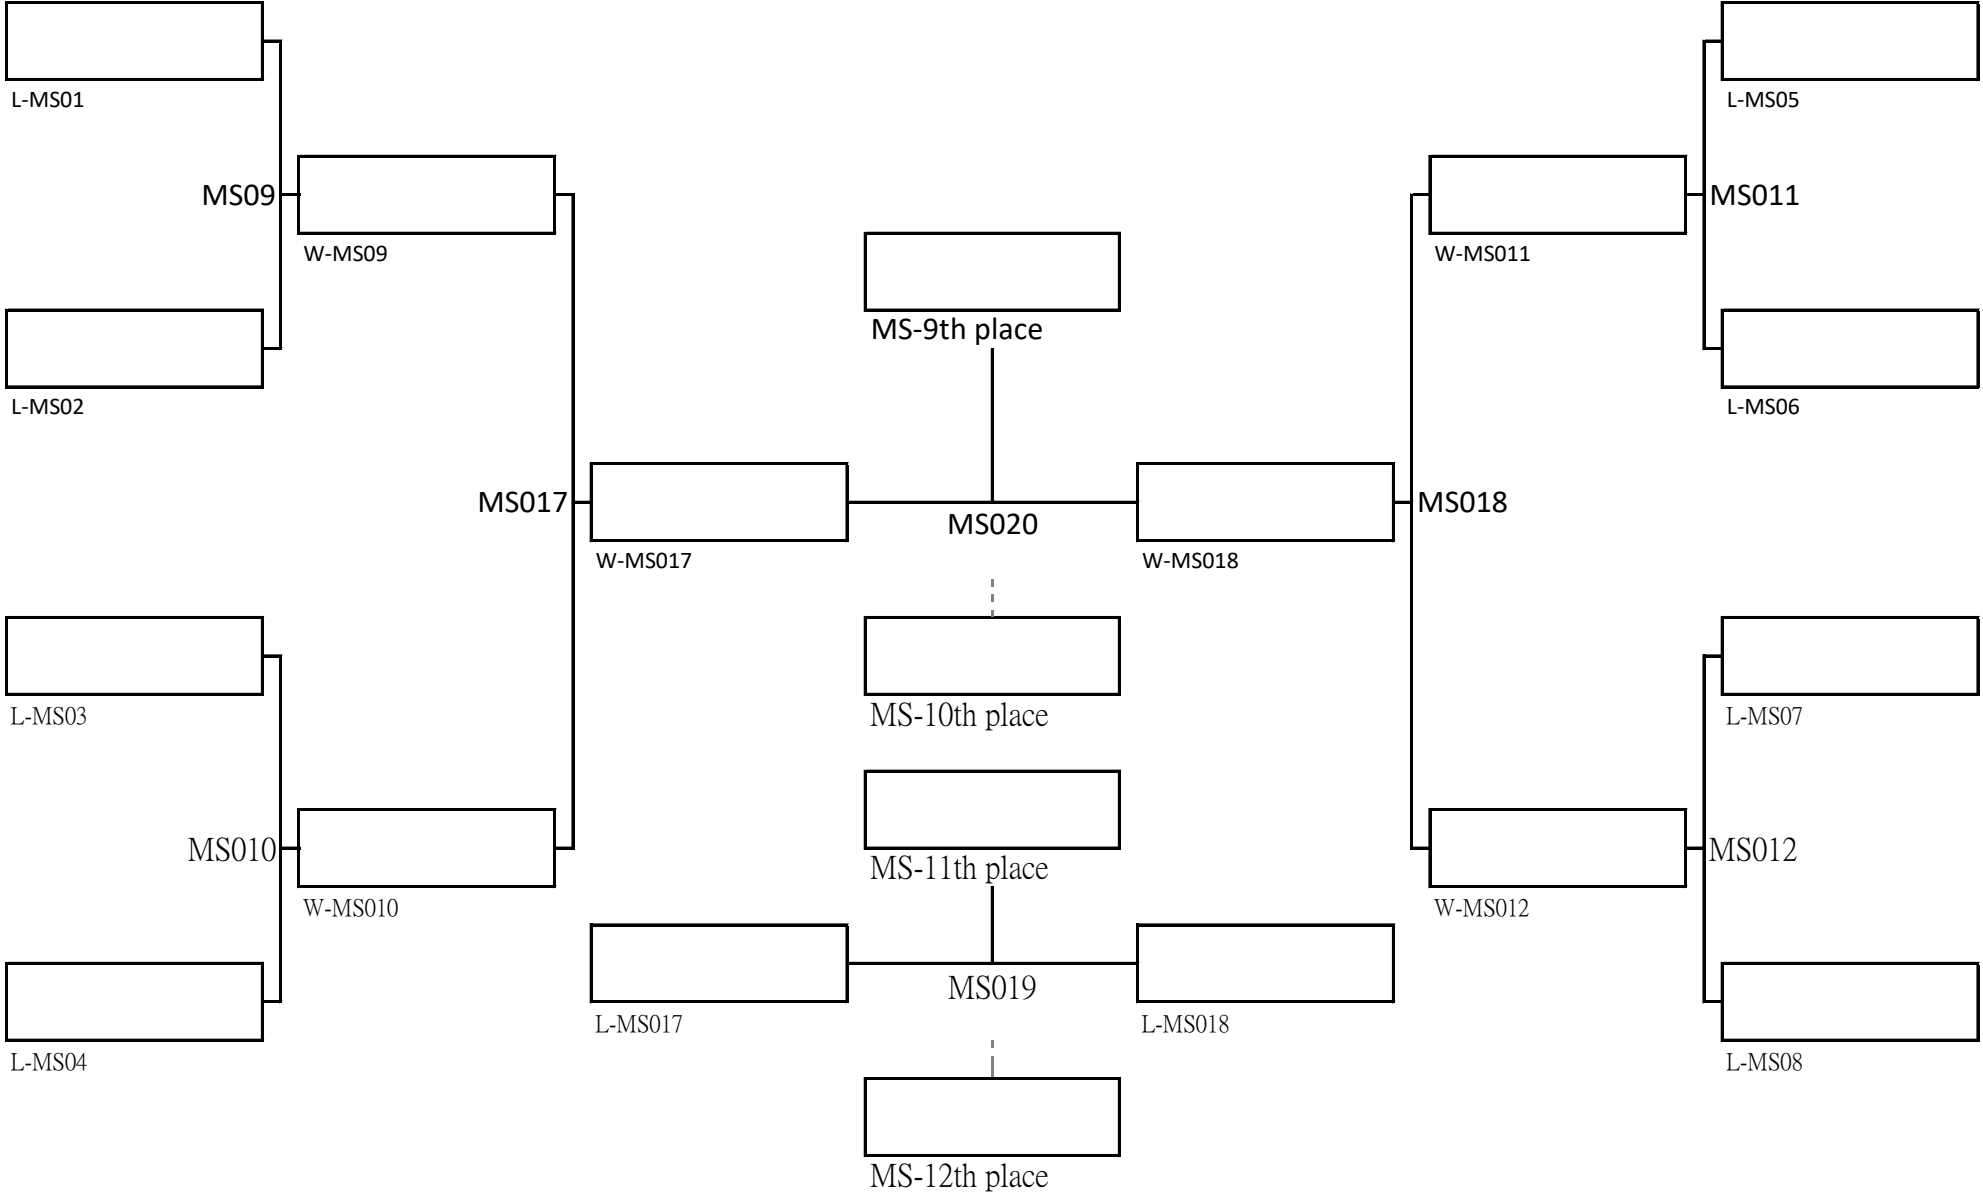 L-MS01
L-MS05
MS09
MS011
W-MS09
W-MS011
MS-9th place
L-MS02
L-MS06
MS017
MS018
MS020
W-MS017
W-MS018
L-MS03
MS-10th place
L-MS07
MS010
MS012
MS-11th place
W-MS010
W-MS012
MS019
L-MS017
L-MS018
L-MS04
L-MS08
MS-12th place